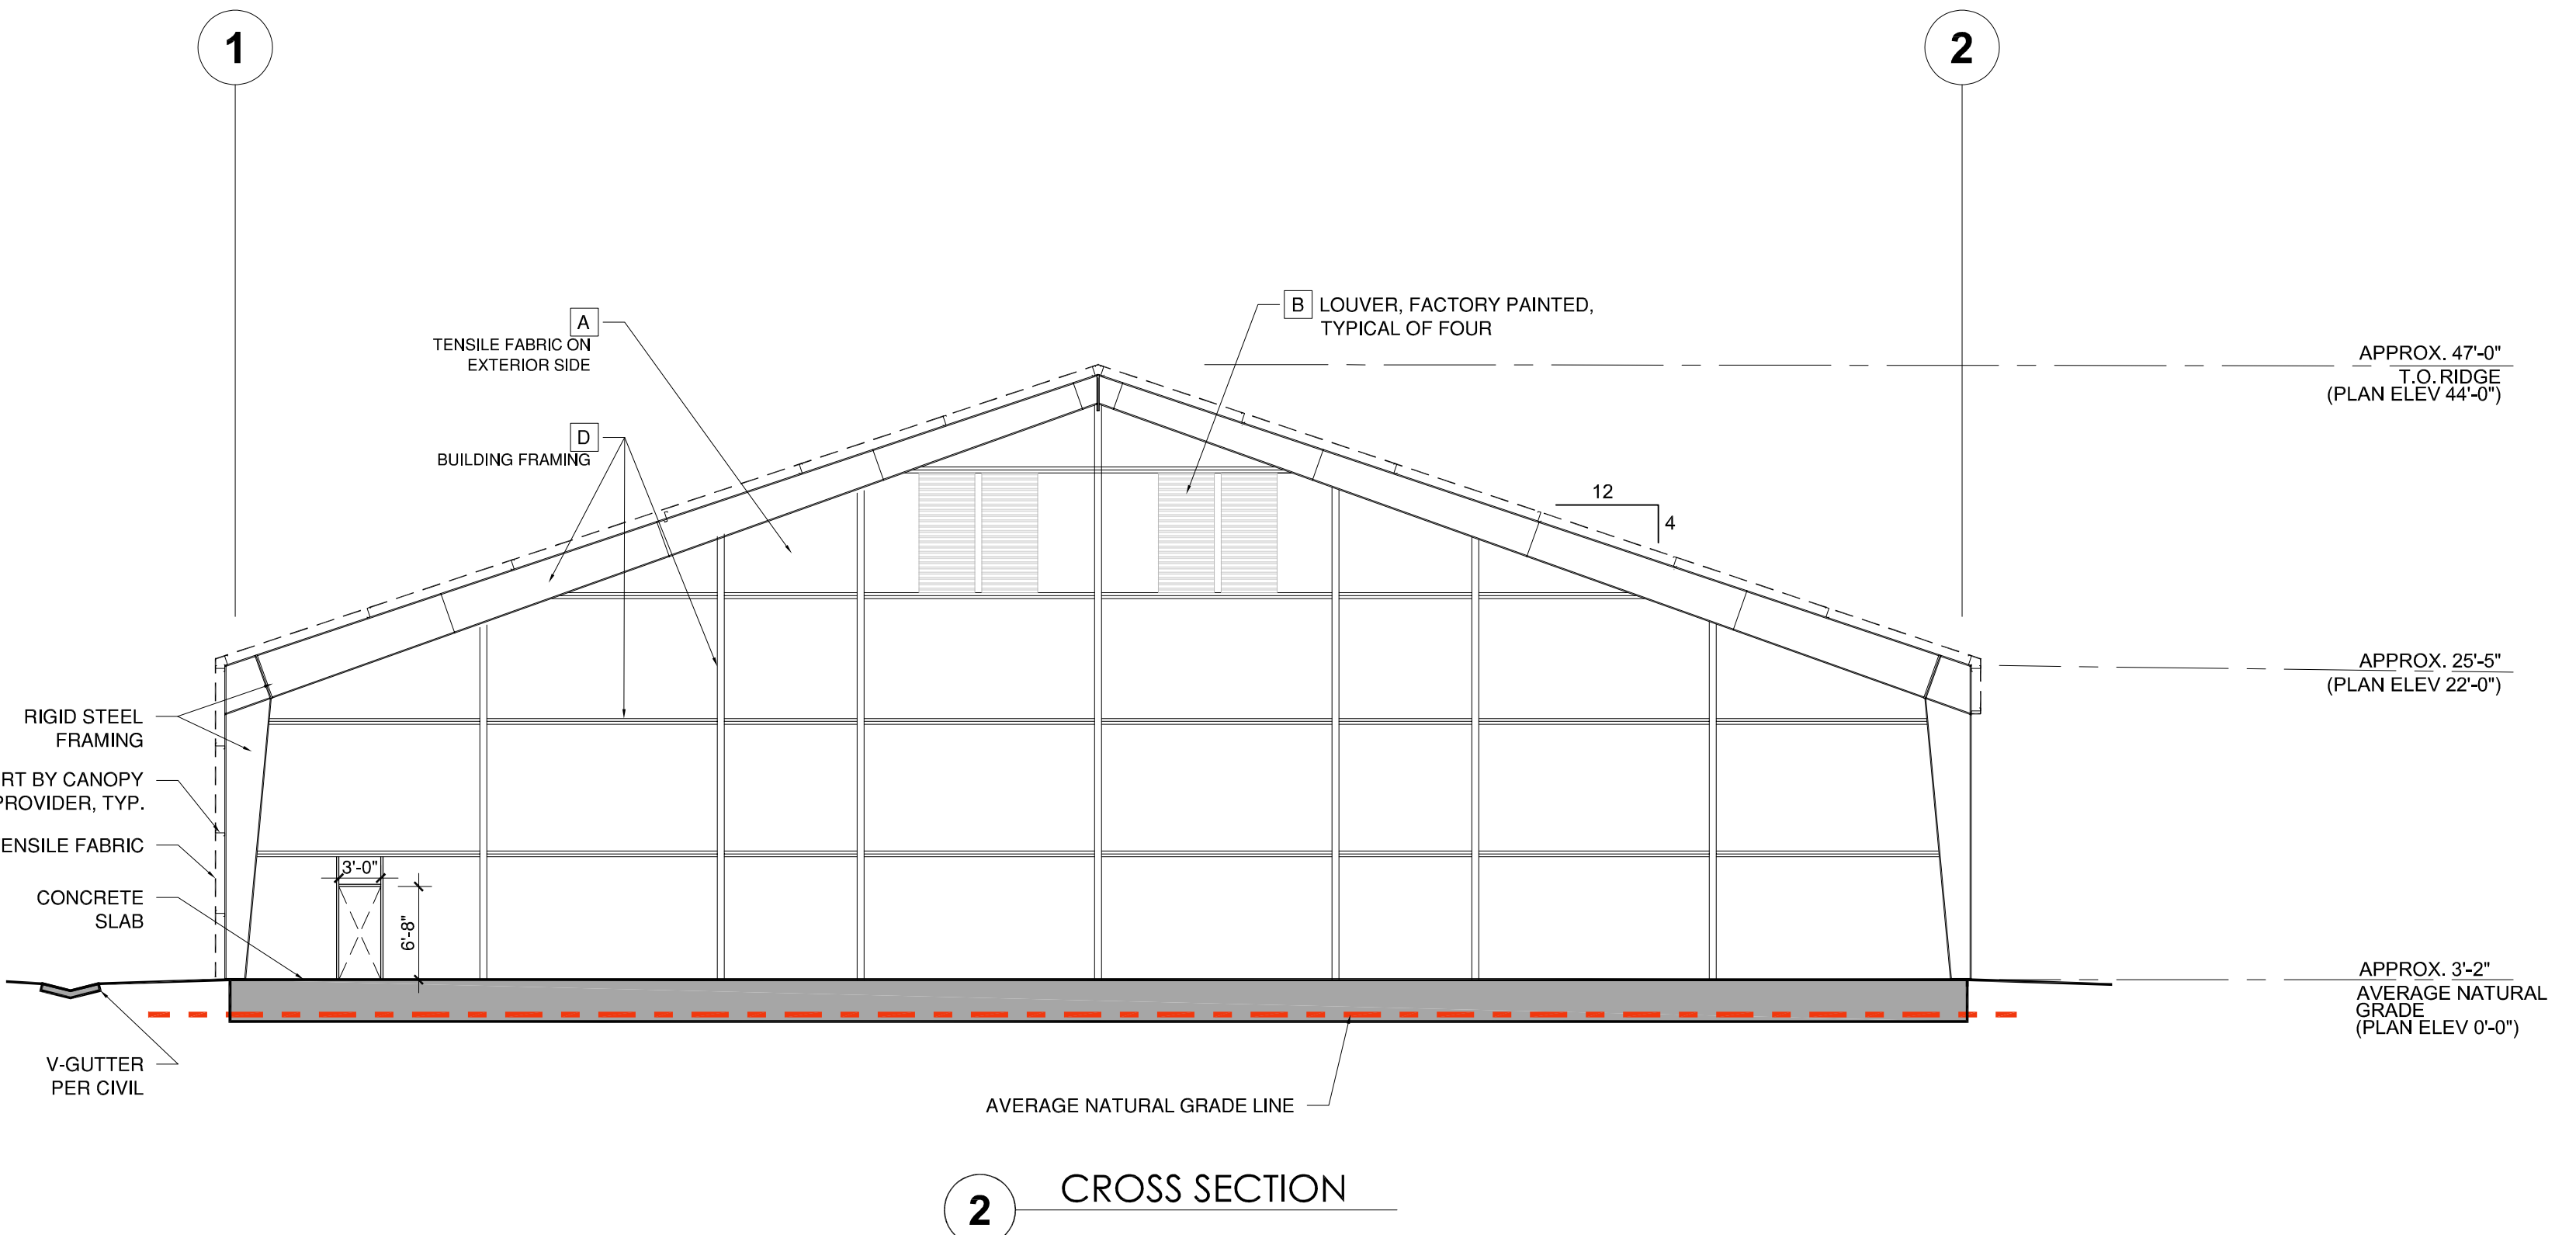 1
2
A
TENSILE FABRIC ON
EXTERIOR SIDE
B LOUVER, FACTORY PAINTED,
TYPICAL OF FOUR
APPROX. 47'-0"
T.O. RIDGE
(PLAN ELEV 44'-0")
D
BUILDING FRAMING
12
4
APPROX. 25'-5"
(PLAN ELEV 22'-0")
RIGID STEEL
FRAMING
RT BY CANOPY
PROVIDER, TYP.
ENSILE FABRIC
CONCRETE
SLAB
3'-0"
6'-8"
APPROX. 3'-2"
AVERAGE NATURAL
GRADE
(PLAN ELEV 0'-0")
V-GUTTER
PER CIVIL
AVERAGE NATURAL GRADE LINE
2 CROSS SECTION